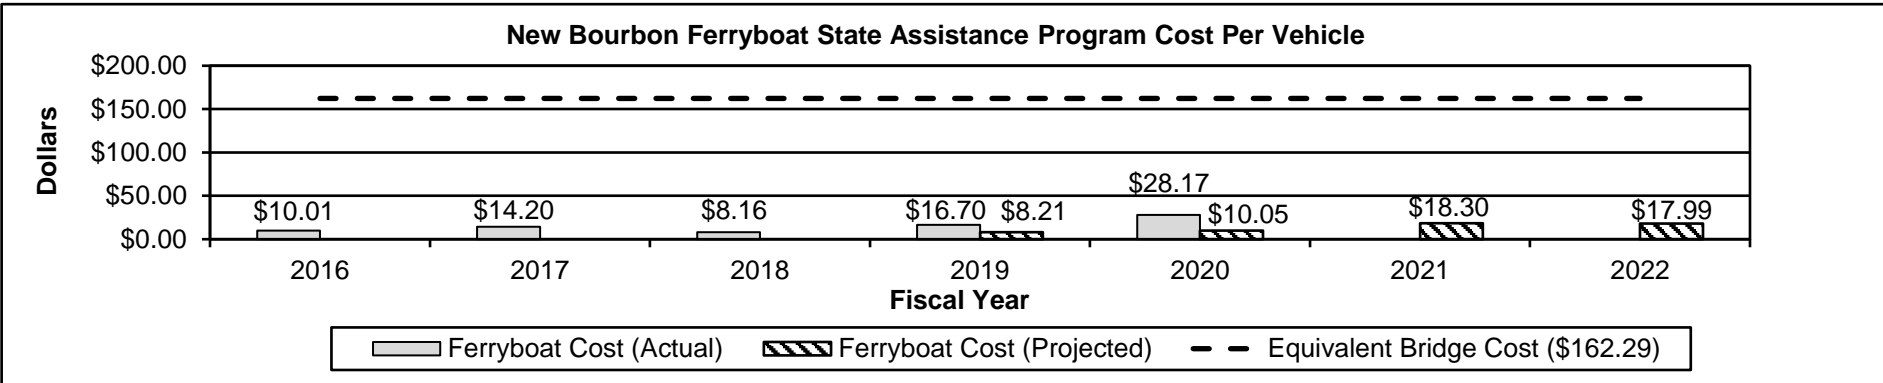 New Bourbon Ferryboat State Assistance Program Cost Per Vehicle
Dollars
$200.00
$150.00
$100.00
$50.00
$0.00
$10.01 $14.20 $8.16 $16.70 $8.21 $28.17 $10.05 $18.30 $17.99
2016 2017 2018 2019 2020 2021 2022
Fiscal Year
Ferryboat Cost (Actual) Ferryboat Cost (Projected) Equivalent Bridge Cost ($162.29)